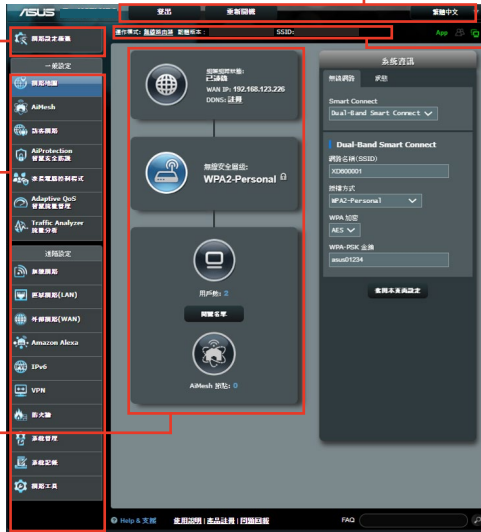 ASUS
登出
重新開機
繁體中文
操作模式: 無線路由器 韌體版本:
SSID:
App
網路設定精靈
一般設定
網路地圖
AiMesh
訪客網路
AiProtection
智慧安全防護
家長電腦控制程式
Adaptive QoS
智慧流量管理
Traffic Analyzer
流量分析
進階設定
無線網路
區域網路(LAN)
外部網路(WAN)
Amazon Alexa
IPv6
VPN
防火牆
系統管理
系統記錄
網路工具
網際網路狀態:
已連線
WAN IP: 192.168.123.226
DDNS: 註冊
無線安全層級:
WPA2-Personal
用戶數: 2
閱覽名單
AiMesh 節點: 0
系統資訊
無線網路
狀態
Smart Connect
Dual-Band Smart Connect
Dual-Band Smart Connect
網路名稱(SSID)
XD600001
授權方式
WPA2-Personal
WPA 加密
AES
WPA-PSK 金鑰
asus01234
套用本頁面設定
Help & 支援
使用說明 | 產品註冊 | 問題回報
FAQ